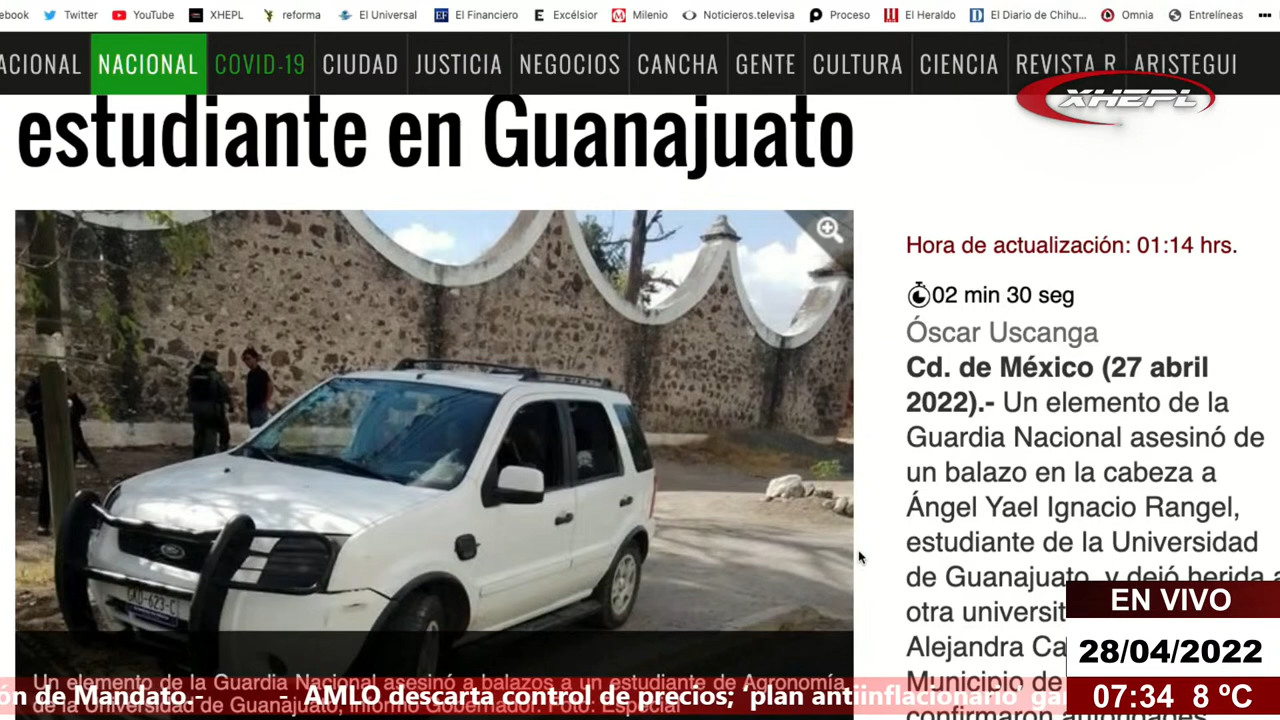 ebook Twitter YouTube XHEPL reforma El Universal El Financiero Excélsior Milenio Noticieros.televisa Proceso El Heraldo El Diario de Chihu... Omnia Entrelíneas
ACIONAL NACIONAL COVID-19 CIUDAD JUSTICIA NEGOCIOS CANCHA GENTE CULTURA CIENCIA REVISTA R ARISTEGUI
XHEPL
estudiante en Guanajuato
Hora de actualización: 01:14 hrs.
02 min 30 seg
Óscar Uscanga
Cd. de México (27 abril
2022).- Un elemento de la
Guardia Nacional asesinó de
un balazo en la cabeza a
Ángel Yael Ignacio Rangel,
estudiante de la Universidad
de Guanajuato, y dejó herida a
otra universit
Alejandra Ca
Municipio de
confirmaron autoridades
Un elemento de la Guardia Nacional asesinó a balazos a un estudiante de Agronomía
de la Universidad de Guanajuato, informó Gobernador. Foto: Especial
ón de Mandato.- - AMLO descarta control de precios; 'plan antiinflacionario' ga
EN VIVO
28/04/2022
07:34 8 ºC